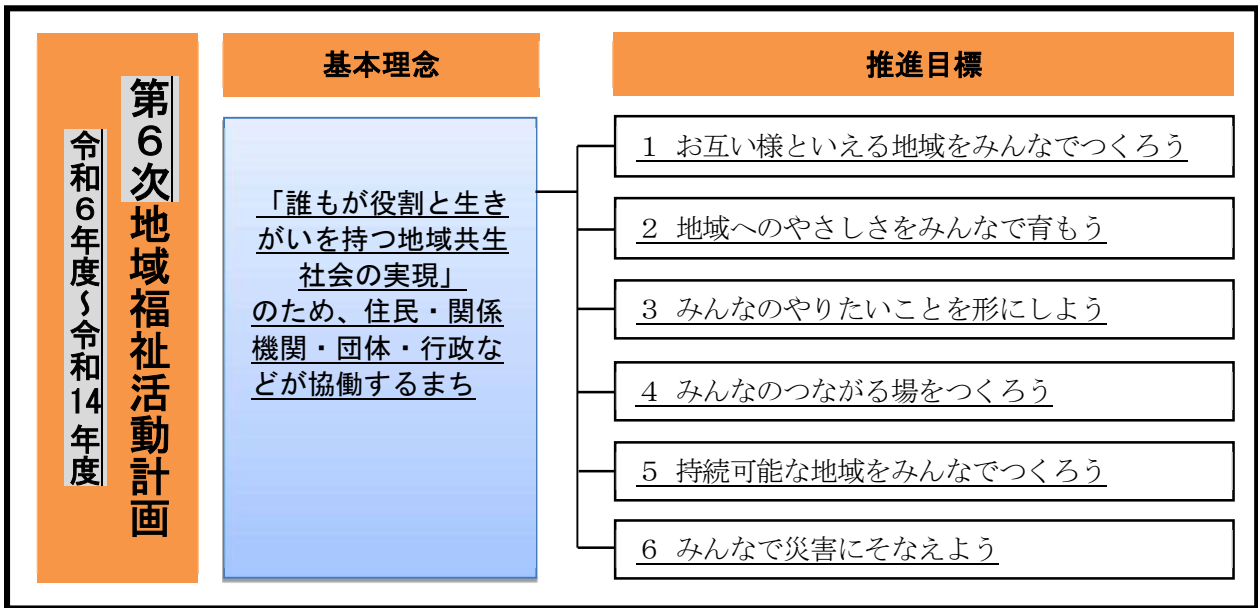 第６次地域福祉活動計画
令和６年度～令和14年度
基本理念
「誰もが役割と生き
がいを持つ地域共生
社会の実現」
のため、住民・関係
機関・団体・行政な
どが協働するまち
推進目標
１ お互い様といえる地域をみんなでつくろう
２ 地域へのやさしさをみんなで育もう
３ みんなのやりたいことを形にしよう
４ みんなのつながる場をつくろう
５ 持続可能な地域をみんなでつくろう
６ みんなで災害にそなえよう